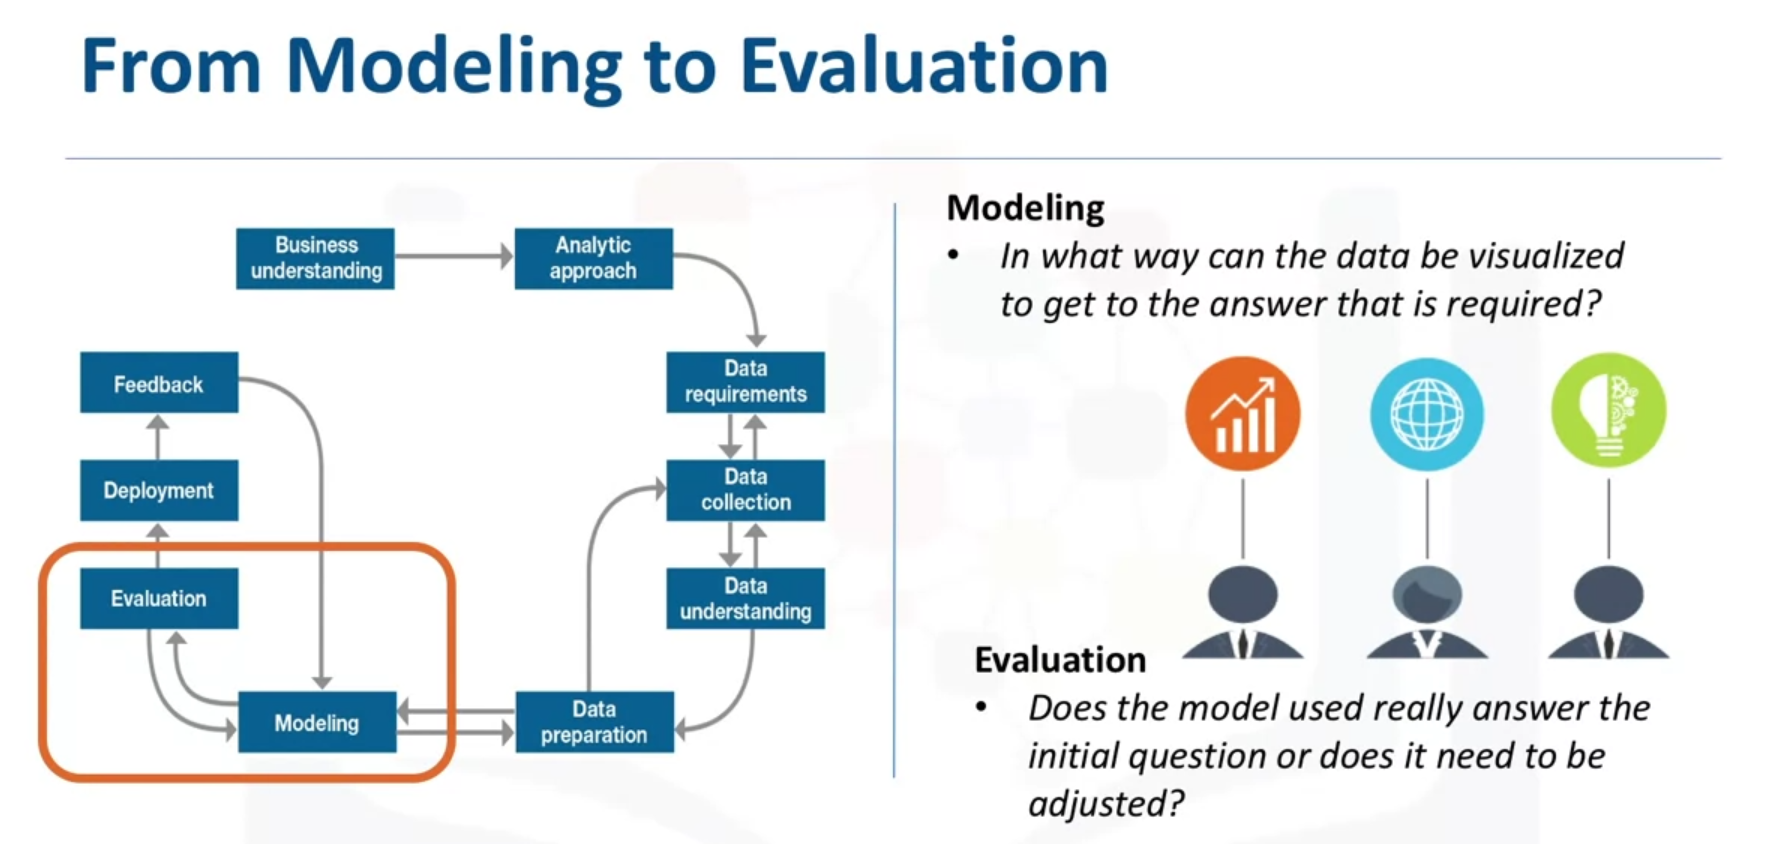 From Modeling to Evaluation
Business
understanding
Analytic
approach
Feedback
Data
requirements
Deployment
Data
collection
Evaluation
Data
understanding
Modeling
Data
preparation
Modeling
• In what way can the data be visualized
to get to the answer that is required?
Evaluation
• Does the model used really answer the
initial question or does it need to be
adjusted?